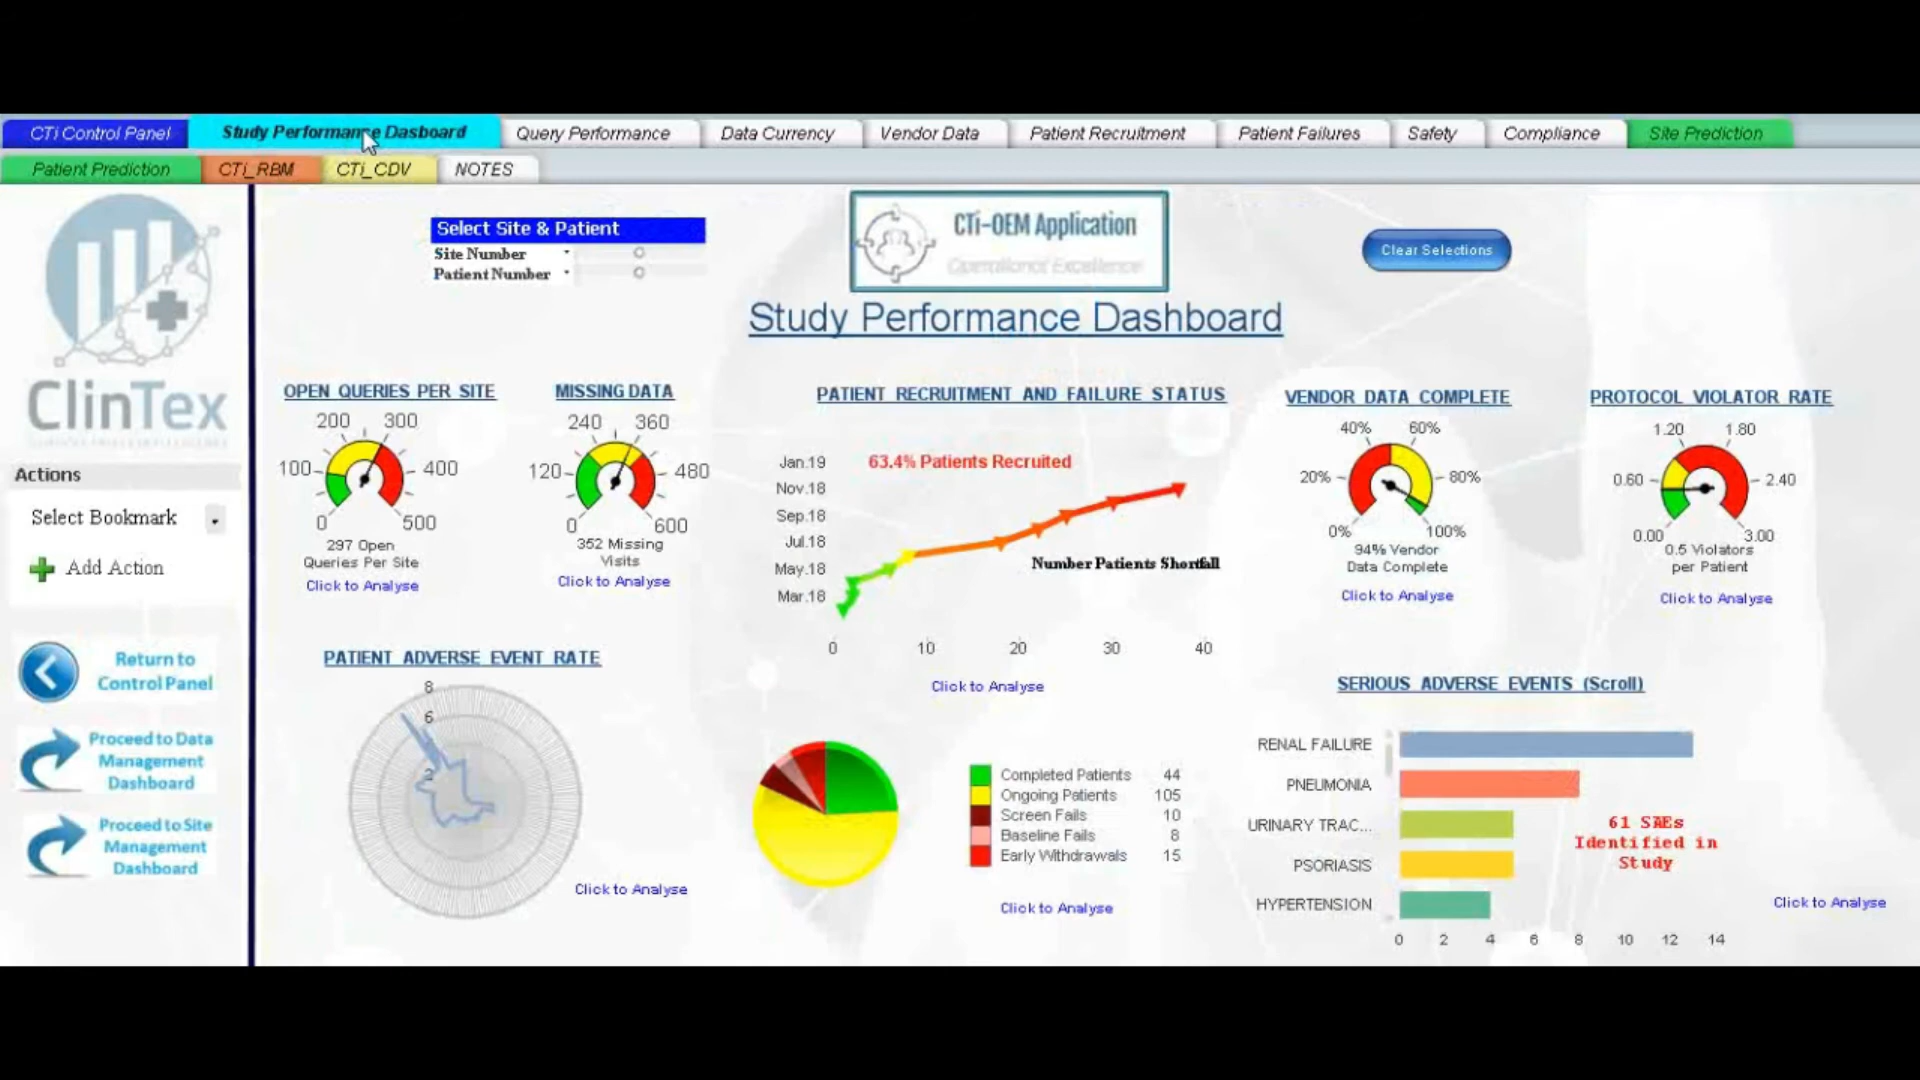 CTi Control Panel
Study Performance Dasboard
Query Performance
Data Currency
Vendor Data
Patient Recruitment
Patient Failures
Safety
Compliance
Site Prediction
Patient Prediction
CTi_RBM
CTi_CDV
NOTES
ClinTex
Actions
Select Bookmark
Add Action
Return to
Control Panel
Proceed to Data
Management
Dashboard
Proceed to Site
Management
Dashboard
Select Site & Patient
Site Number
Patient Number
CTi-OEM Application
Operational Excellence
Clear Selections
Study Performance Dashboard
OPEN QUERIES PER SITE
200 300
100 400
0 500
297 Open
Queries Per Site
Click to Analyse
MISSING DATA
240 360
120 480
0 600
352 Missing
Visits
Click to Analyse
PATIENT RECRUITMENT AND FAILURE STATUS
63.4% Patients Recruited
Jan.19
Nov.18
Sep.18
Jul.18
May.18
Mar.18
Number Patients Shortfall
0 10 20 30 40
Click to Analyse
VENDOR DATA COMPLETE
40% 60%
20% 80%
0% 100%
94% Vendor
Data Complete
Click to Analyse
PROTOCOL VIOLATOR RATE
1.20 1.80
0.60 2.40
0.00 3.00
0.5 Violators
per Patient
Click to Analyse
PATIENT ADVERSE EVENT RATE
8
6
2
Click to Analyse
Completed Patients 44
Ongoing Patients 105
Screen Fails 10
Baseline Fails 8
Early Withdrawals 15
Click to Analyse
SERIOUS ADVERSE EVENTS (Scroll)
RENAL FAILURE
PNEUMONIA
URINARY TRAC...
PSORIASIS
HYPERTENSION
0 2 4 6 8 10 12 14
61 SAEs
Identified in
Study
Click to Analyse